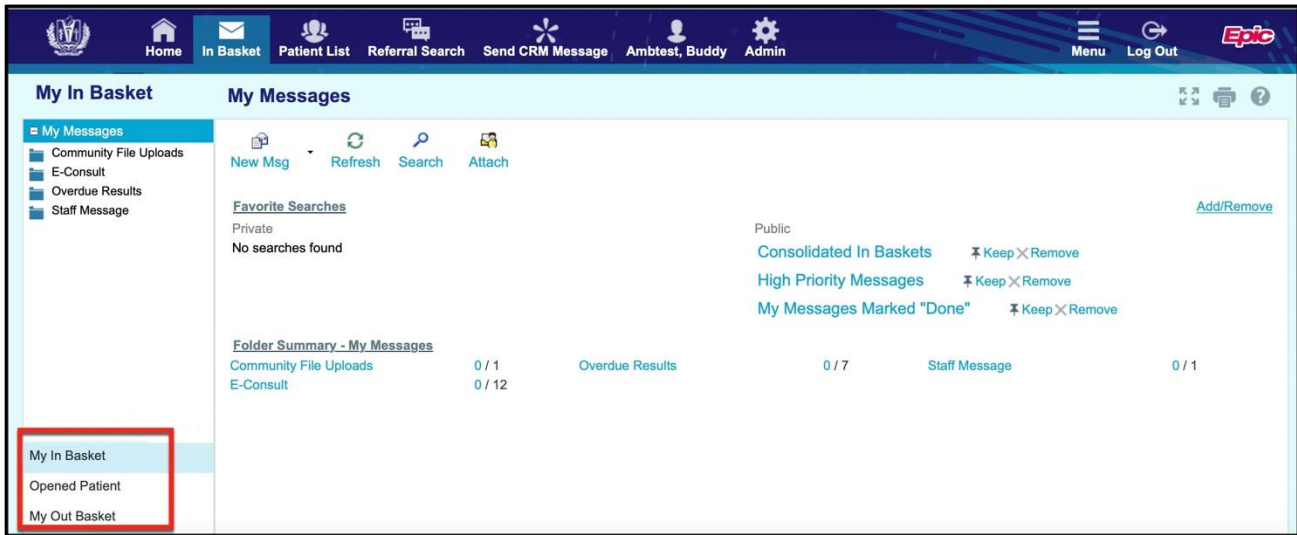 Home In Basket Patient List Referral Search Send CRM Message Ambtest, Buddy Admin Menu Log Out Epic
My In Basket
My Messages
Community File Uploads
E-Consult
Overdue Results
Staff Message
My In Basket
Opened Patient
My Out Basket
My Messages
New Msg Refresh Search Attach
Favorite Searches Add/Remove
Private Public
No searches found
Consolidated In Baskets Keep Remove
High Priority Messages Keep Remove
My Messages Marked "Done" Keep Remove
Folder Summary - My Messages
Community File Uploads 0 / 1 Overdue Results 0 / 7 Staff Message 0 / 1
E-Consult 0 / 12